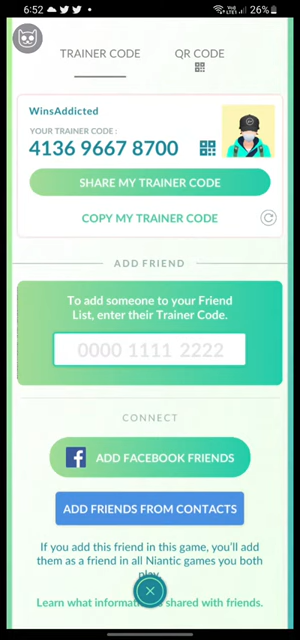 6:52
26%
TRAINER CODE
QR CODE
WinsAddicted
YOUR TRAINER CODE :
4136 9667 8700
SHARE MY TRAINER CODE
COPY MY TRAINER CODE
ADD FRIEND
To add someone to your Friend
List, enter their Trainer Code.
0000 1111 2222
CONNECT
ADD FACEBOOK FRIENDS
ADD FRIENDS FROM CONTACTS
If you add this friend in this game, you'll add
them as a friend in all Niantic games you both
play.
Learn what shared with friends.